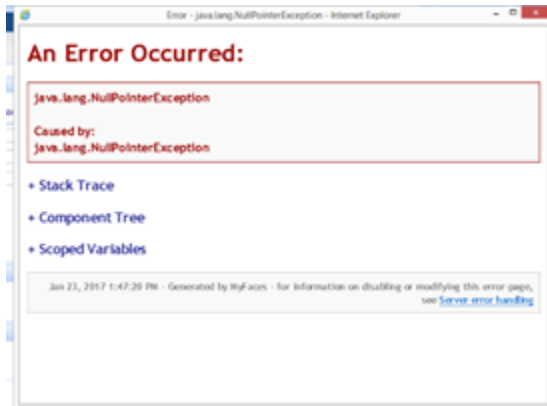 Error - java.lang.NullPointerException - Internet Explorer
An Error Occurred:
java.lang.NullPointerException
Caused by:
java.lang.NullPointerException
+ Stack Trace
+ Component Tree
+ Scoped Variables
Jan 23, 2017 1:47:20 PM - Generated by MyFaces - for information on disabling or modifying this error-page,
see Server error handling